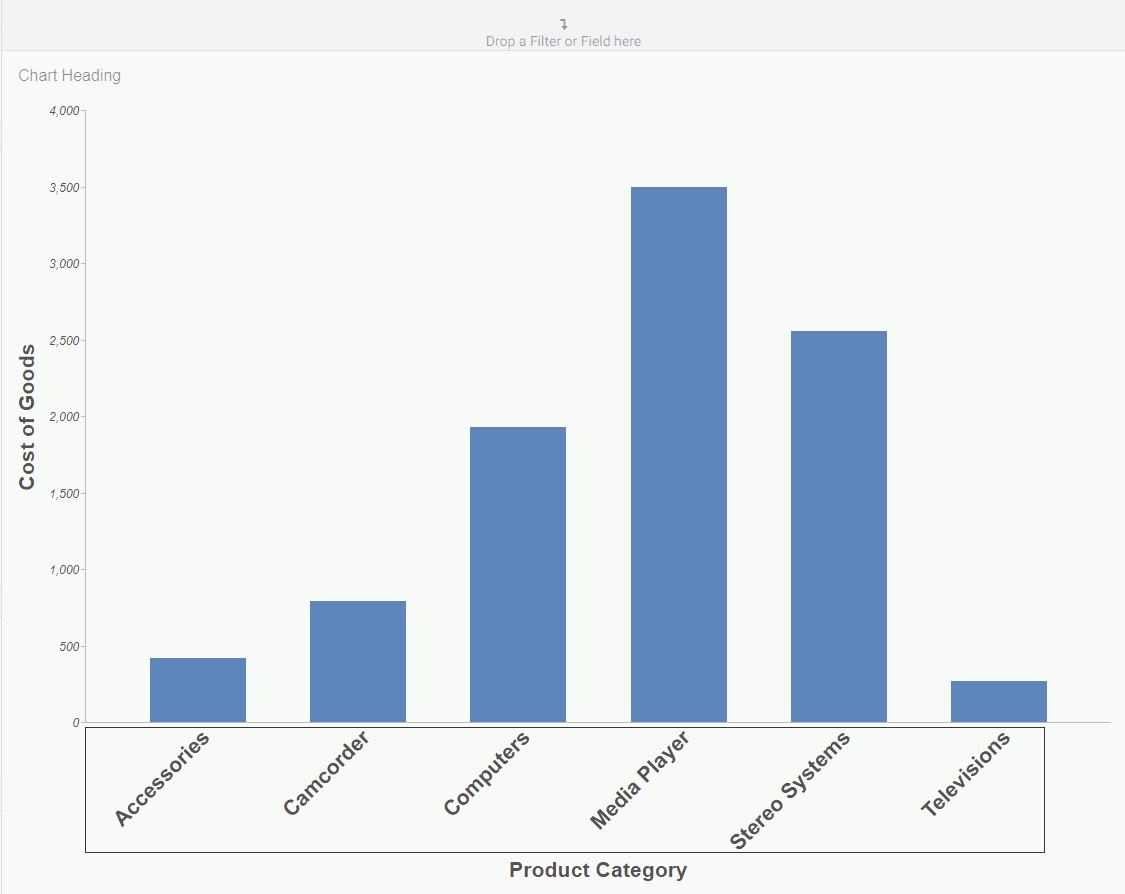 Drop a Filter or Field here
Chart Heading
4,000
3,500
3,000
2,500
2,000
1,500
1,000
500
0
Cost of Goods
Accessories
Camcorder
Computers
Media Player
Stereo Systems
Televisions
Product Category